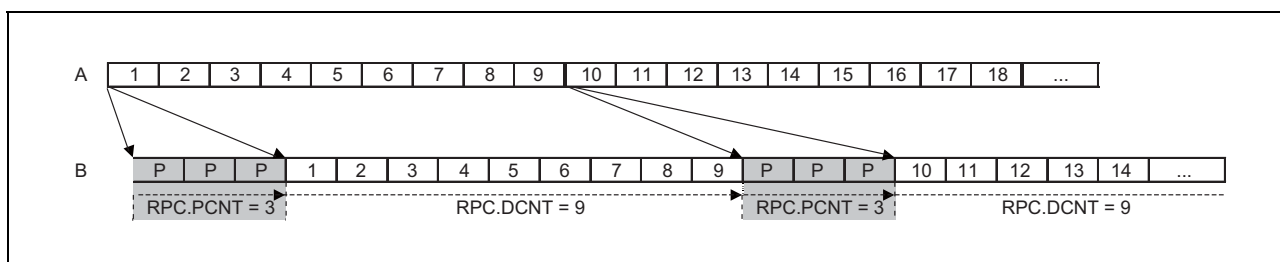 A 1 2 3 4 5 6 7 8 9 10 11 12 13 14 15 16 17 18 ...
B P P P 1 2 3 4 5 6 7 8 9 P P P 10 11 12 13 14 ...
RPC.PCNT = 3 RPC.DCNT = 9 RPC.PCNT = 3 RPC.DCNT = 9